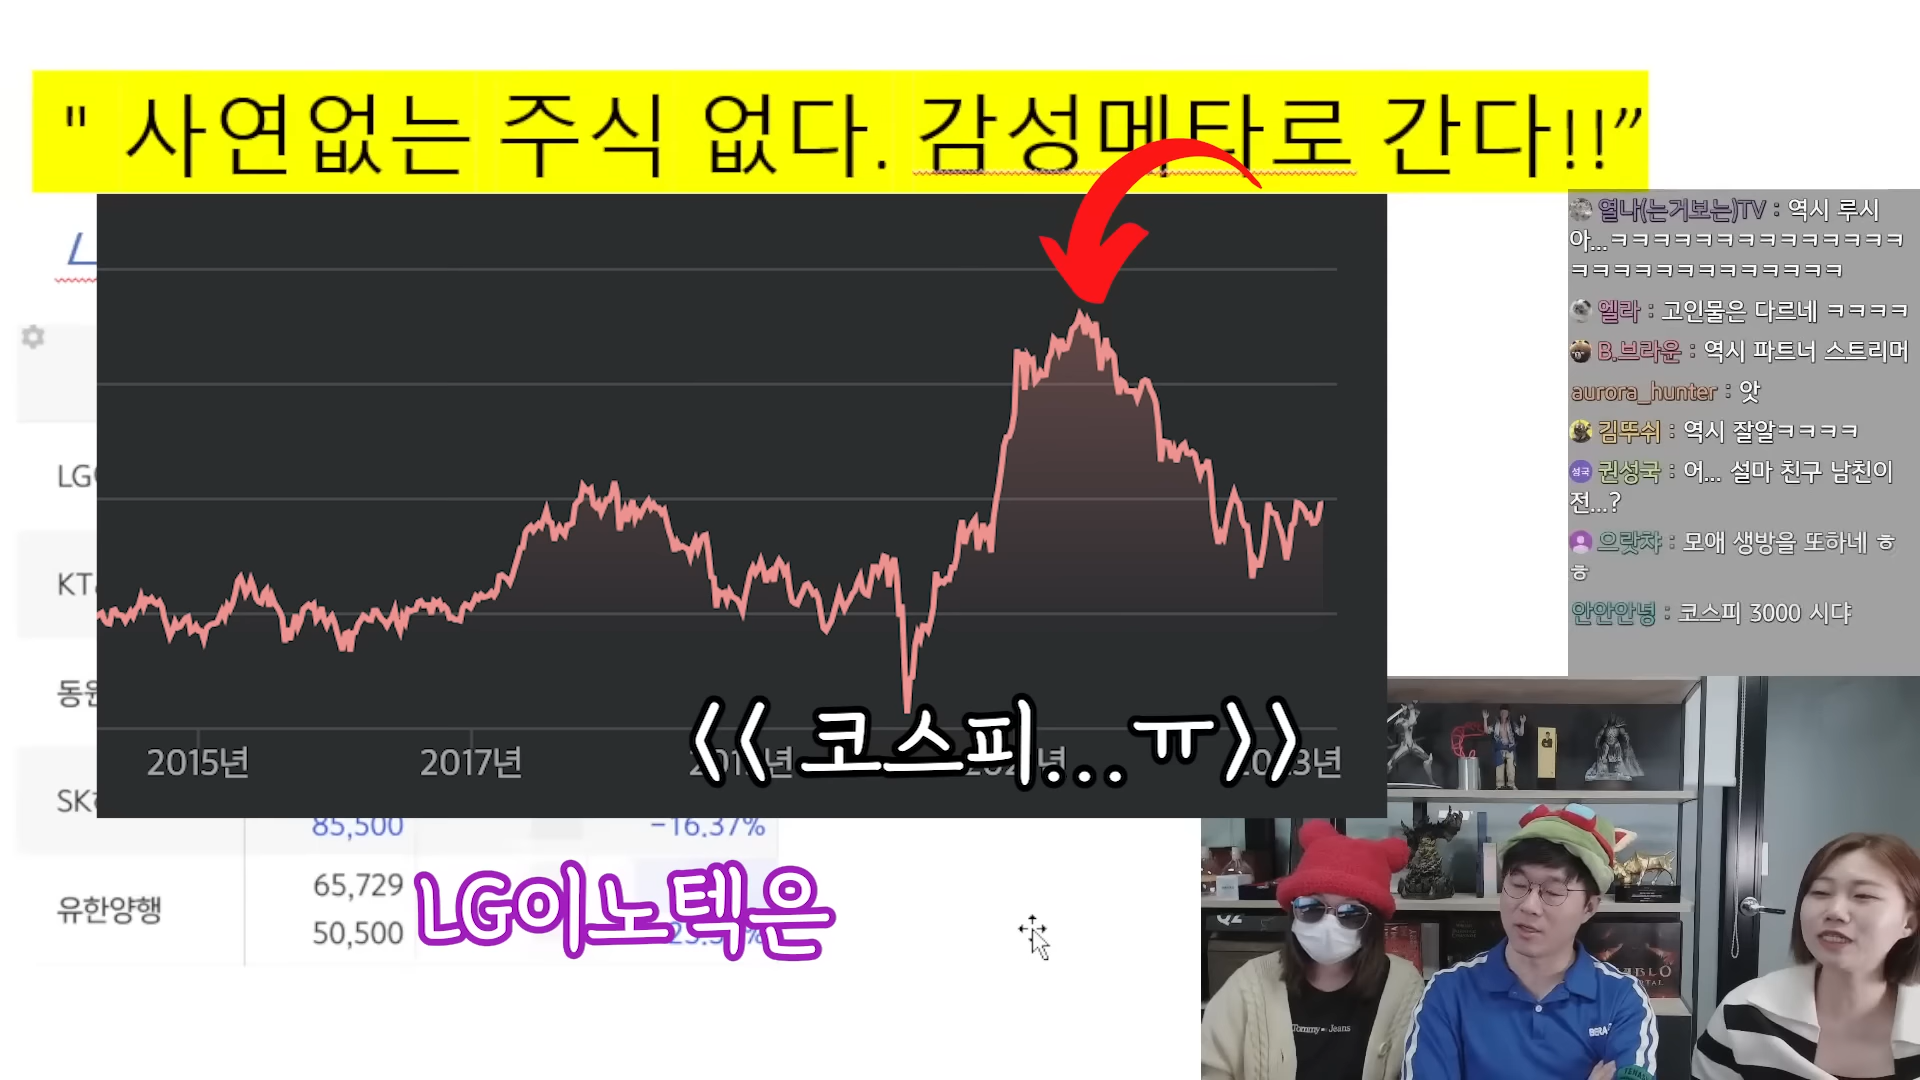 " 사연없는 주식 없다. 감성메타로 간다!!”
열나(는거보는)TV : 역시 루시
아...ㅋㅋㅋㅋㅋㅋㅋㅋㅋㅋㅋㅋㅋㅋ
ㅋㅋㅋㅋㅋㅋㅋㅋㅋㅋㅋㅋㅋ
엘라 : 고인물은 다르네 ㅋㅋㅋㅋ
B.브라운 : 역시 파트너 스트리머
aurora_hunter : 앗
김뚜쉬 : 역시 잘알ㅋㅋㅋㅋ
성국 권성국 : 어... 설마 친구 남친이
전...?
으랏챠 : 모애 생방을 또하네 ㅎ
ㅎ
안안안녕 : 코스피 3000 시댜
LG
KT
동원
SK
2015년
2017년
<< 코스피...ㅠ>>
85,500
-16.37%
유한양행
65,729
50,500
LG이노텍은
Tommy Jeans